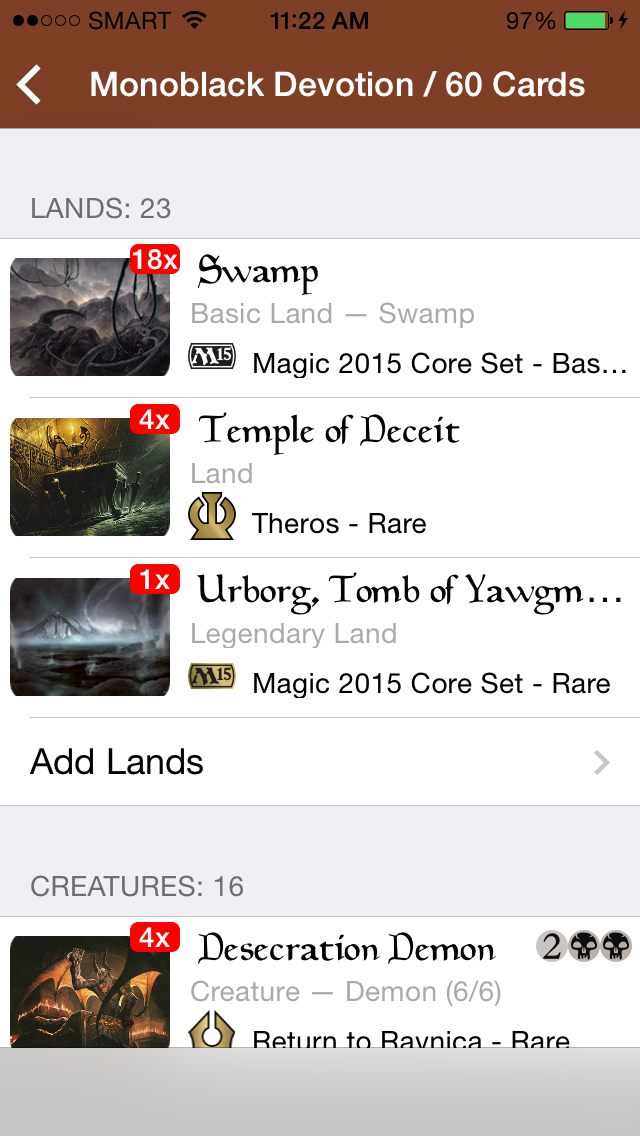 SMART 11:22 AM 97%
Monoblack Devotion / 60 Cards
LANDS: 23
18x
Swamp
Basic Land — Swamp
M15 Magic 2015 Core Set - Bas...
4x
Temple of Deceit
Land
Theros - Rare
1x
Urborg, Tomb of Yawgm...
Legendary Land
M15 Magic 2015 Core Set - Rare
Add Lands
CREATURES: 16
4x
Desecration Demon 2
Creature — Demon (6/6)
Return to Ravnica - Rare